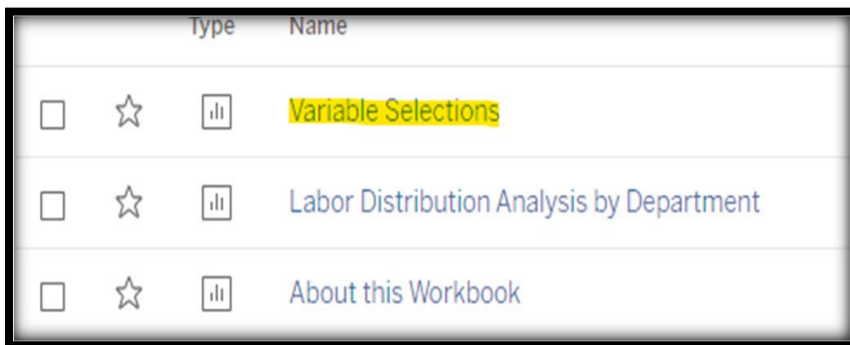 Type Name
Variable Selections
Labor Distribution Analysis by Department
About this Workbook